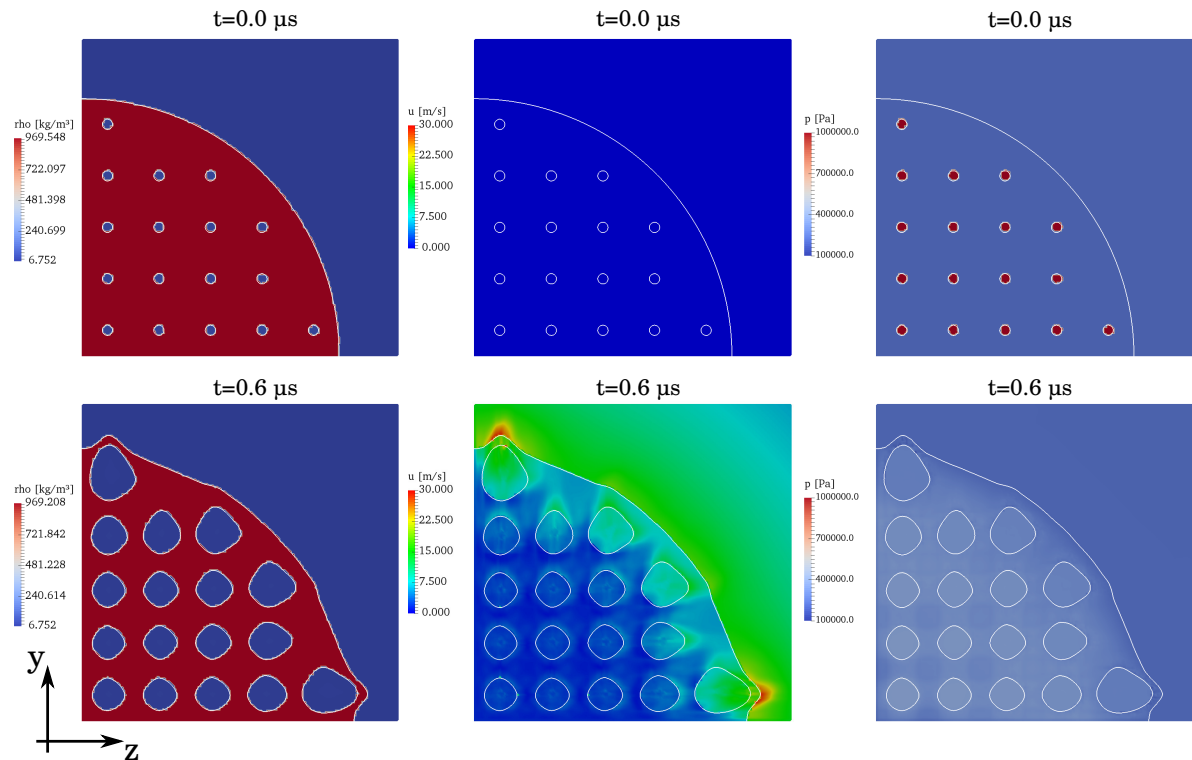 t=0.0 µs
t=0.0 µs
t=0.0 µs
rho [kg/m³]
969.548
722.097
481.398
240.699
6.752
u [m/s]
30.000
22.500
15.000
7.500
0.000
p [Pa]
1000000.0
700000.0
400000.0
100000.0
t=0.6 µs
t=0.6 µs
t=0.6 µs
rho [kg/m³]
969.208
721.842
481.228
240.614
6.752
u [m/s]
30.000
22.500
15.000
7.500
0.000
p [Pa]
1000000.0
700000.0
400000.0
100000.0
y
z